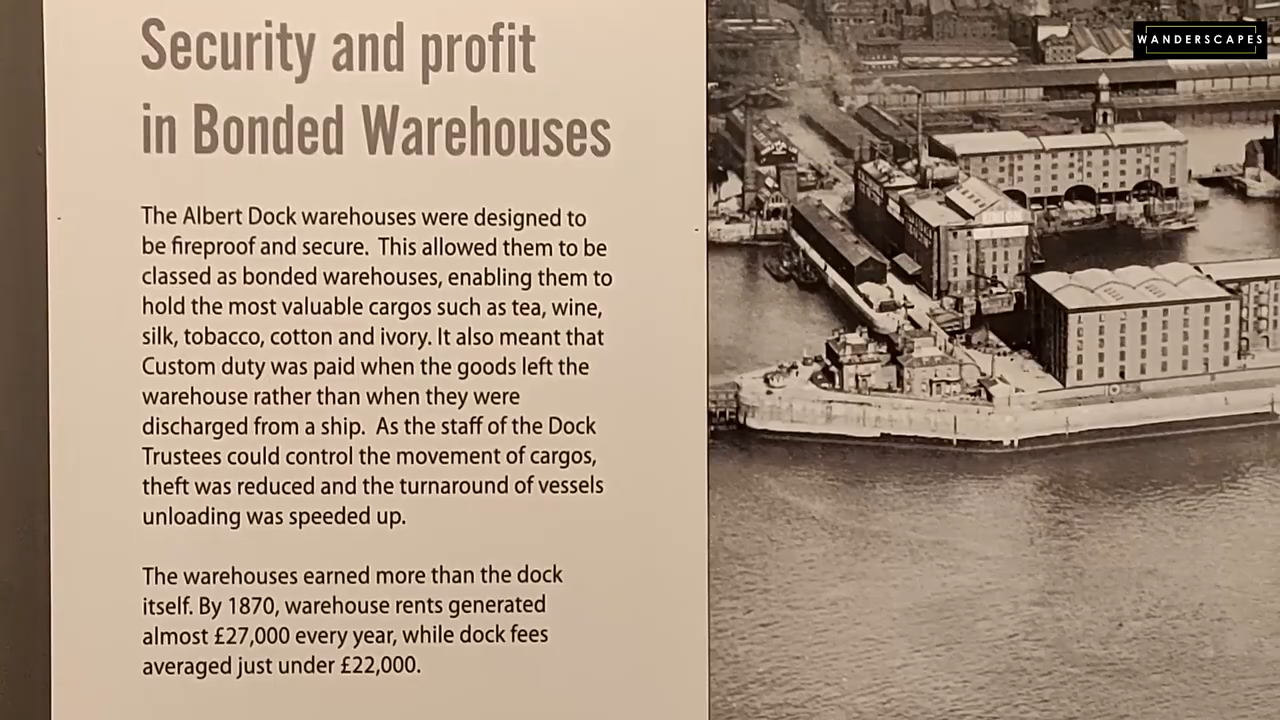 Security and profit
in Bonded Warehouses
The Albert Dock warehouses were designed to
be fireproof and secure.  This allowed them to be
classed as bonded warehouses, enabling them to
hold the most valuable cargos such as tea, wine,
silk, tobacco, cotton and ivory. It also meant that
Custom duty was paid when the goods left the
warehouse rather than when they were
discharged from a ship.  As the staff of the Dock
Trustees could control the movement of cargos,
theft was reduced and the turnaround of vessels
unloading was speeded up.
The warehouses earned more than the dock
itself. By 1870, warehouse rents generated
almost £27,000 every year, while dock fees
averaged just under £22,000.
WANDERSCAPES